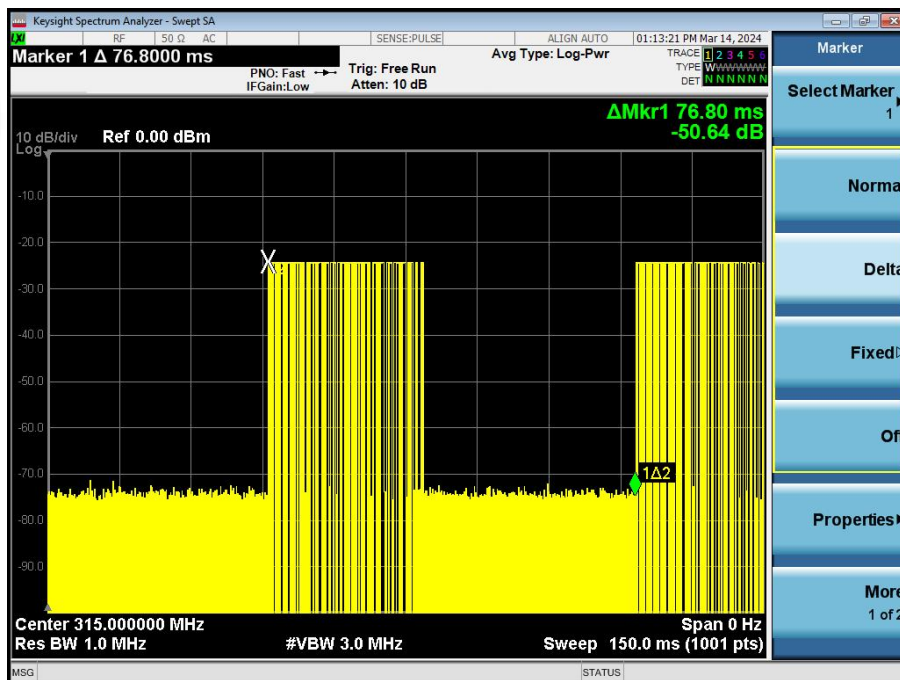 Keysight Spectrum Analyzer - Swept SA
LXI RF 50 Ω AC SENSE:PULSE ALIGN AUTO 01:13:21 PM Mar 14, 2024
Marker 1 Δ 76.8000 ms
PNO: Fast
IFGain:Low
Trig: Free Run
Atten: 10 dB
Avg Type: Log-Pwr
TRACE 1 2 3 4 5 6
TYPE WWWWWWW
DET N N N N N N
ΔMkr1 76.80 ms
-50.64 dB
10 dB/div Ref 0.00 dBm
Log
-10.0
-20.0
-30.0
-40.0
-50.0
-60.0
-70.0
-80.0
-90.0
1Δ2
Center 315.000000 MHz
Span 0 Hz
Res BW 1.0 MHz
#VBW 3.0 MHz
Sweep 150.0 ms (1001 pts)
MSG
STATUS
Marker
Select Marker
1
Norma
Delta
Fixed
Of
Properties
More
1 of 2